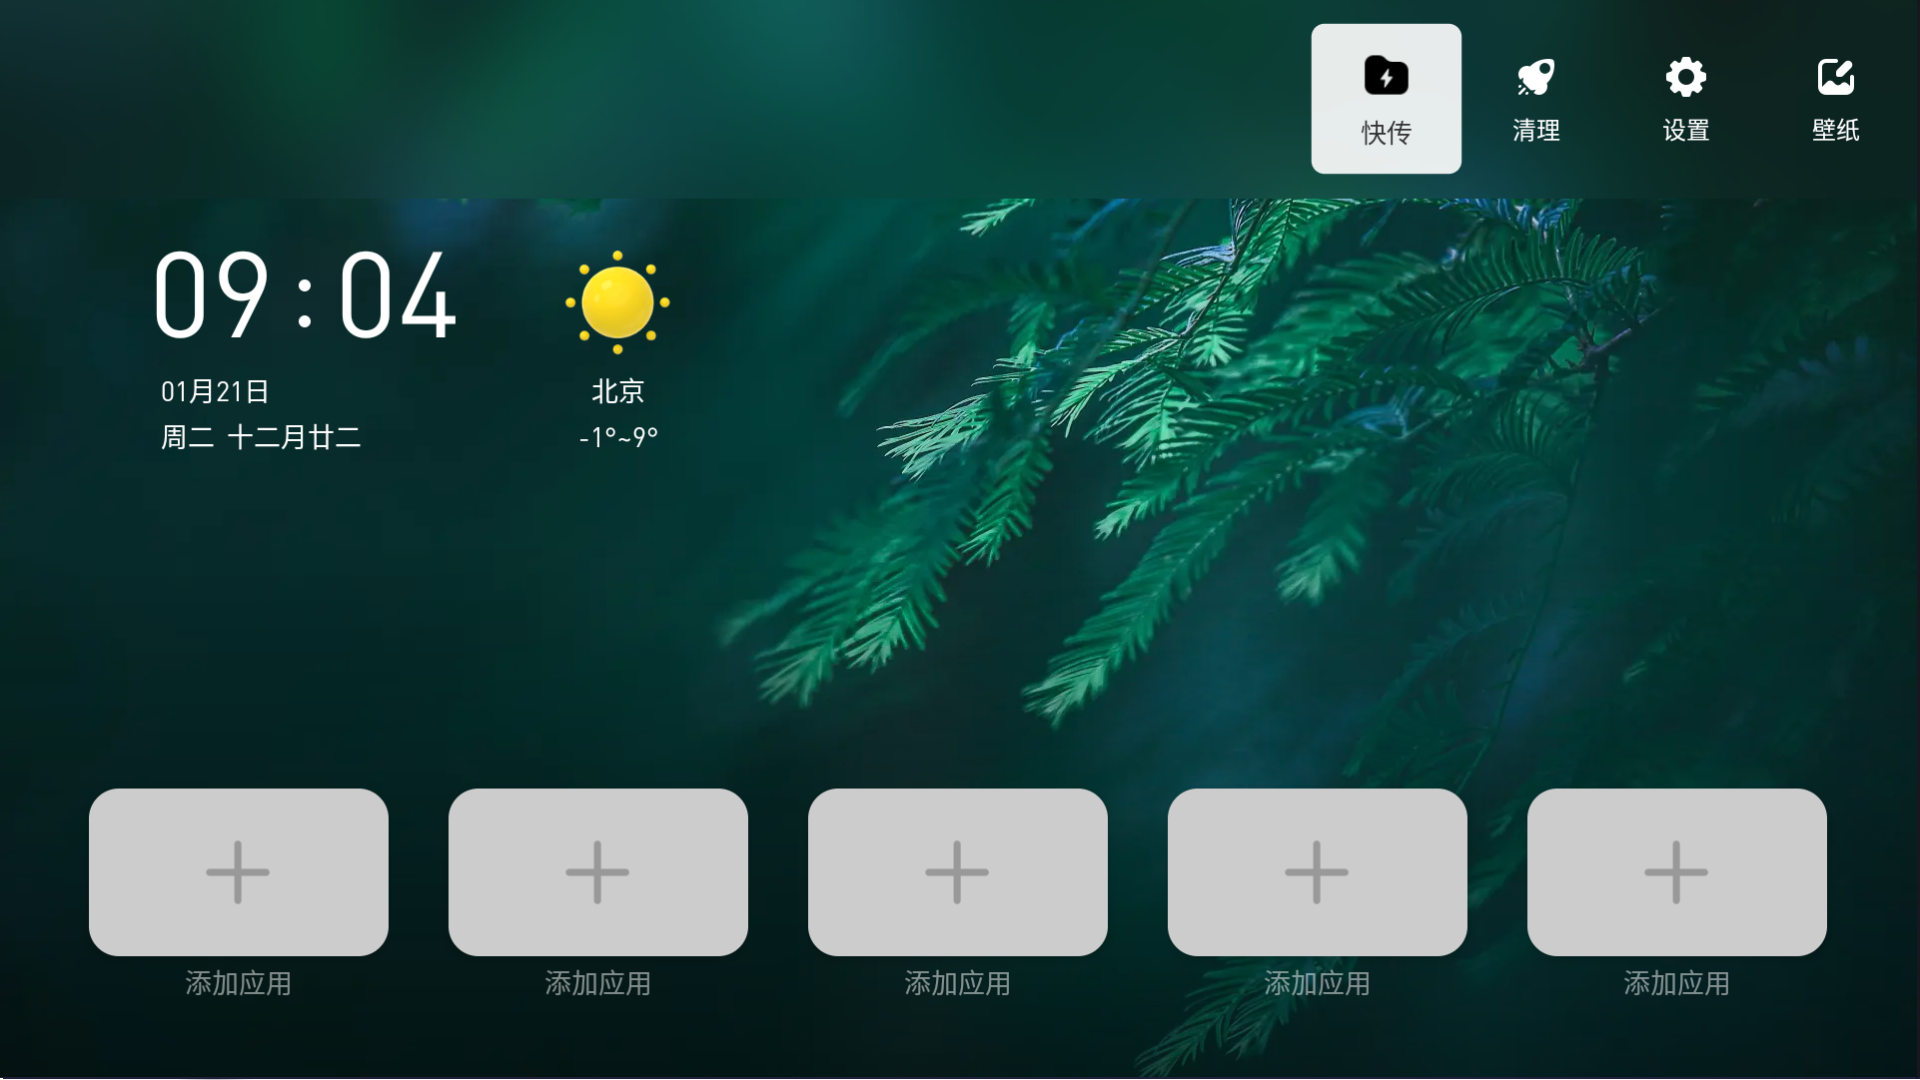 快传
清理
设置
壁纸
09:04
01月21日
周二 十二月廿二
北京
-1°~9°
添加应用
添加应用
添加应用
添加应用
添加应用